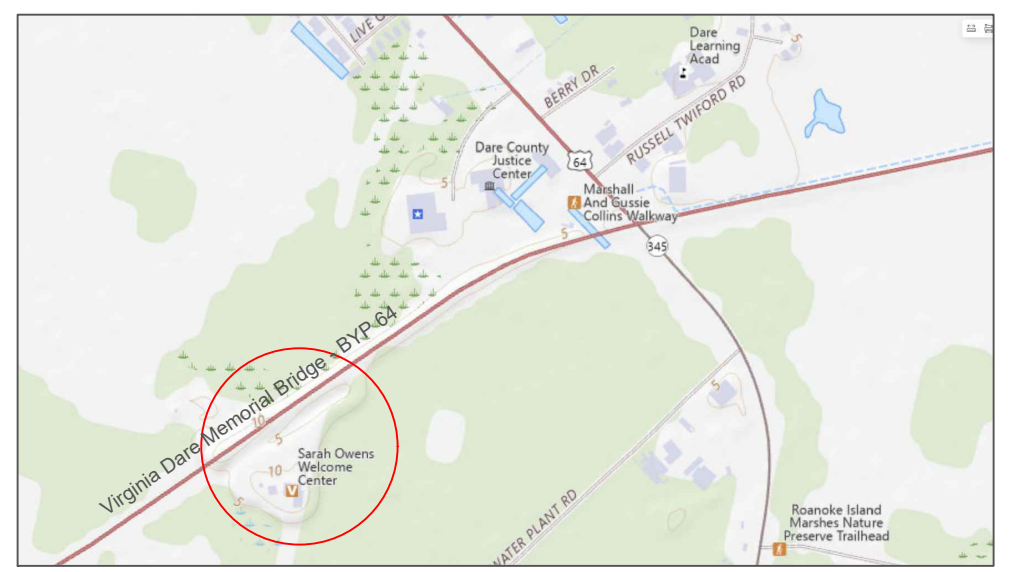 LIVE
Dare
Learning
Acad
5
BERRY DR
RUSSELL TWIFORD RD
Dare County
Justice
Center
64
5
Marshall
And Gussie
Collins Walkway
5
345
Virginia Dare Memorial Bridge - BYP 64
5
10
5
10
Sarah Owens
Welcome
Center
V
5
WATER PLANT RD
Roanoke Island
Marshes Nature
Preserve Trailhead